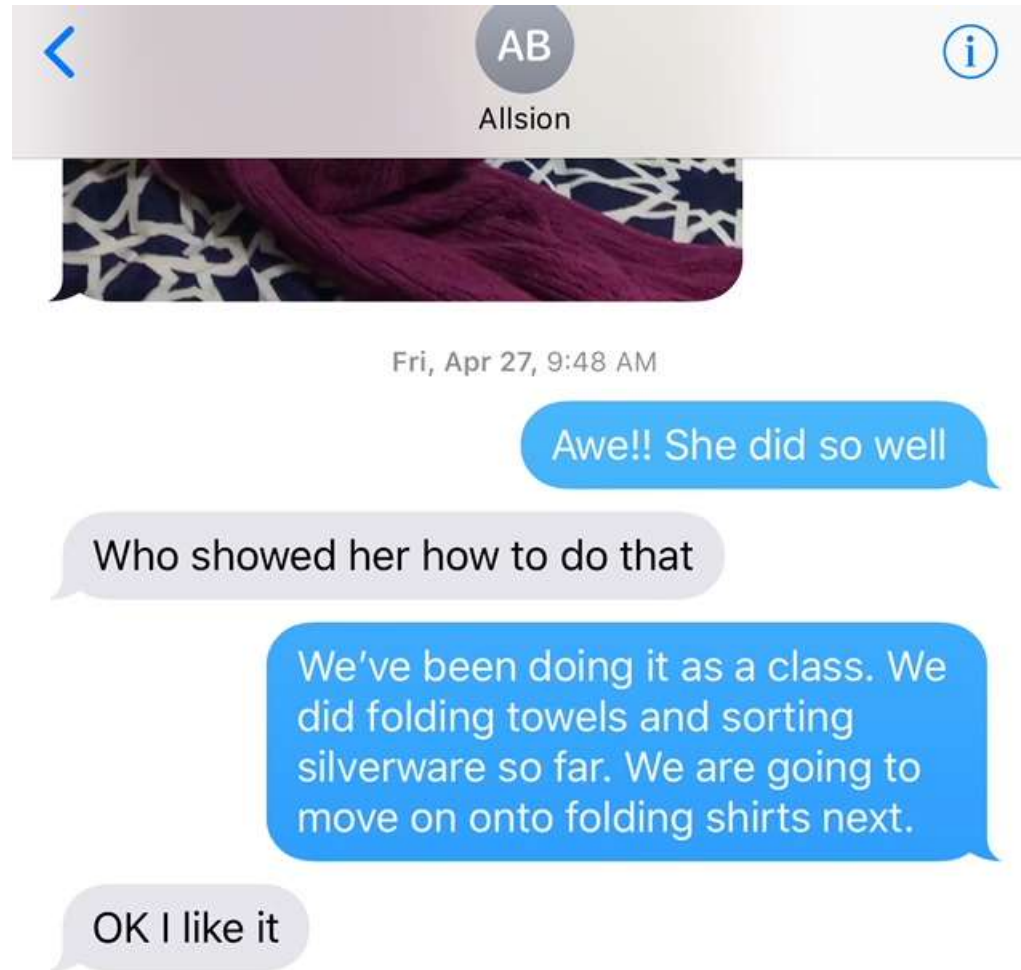 AB
i
Allsion
Fri, Apr 27, 9:48 AM
Awe!! She did so well
Who showed her how to do that
We’ve been doing it as a class. We
did folding towels and sorting
silverware so far. We are going to
move on onto folding shirts next.
OK I like it